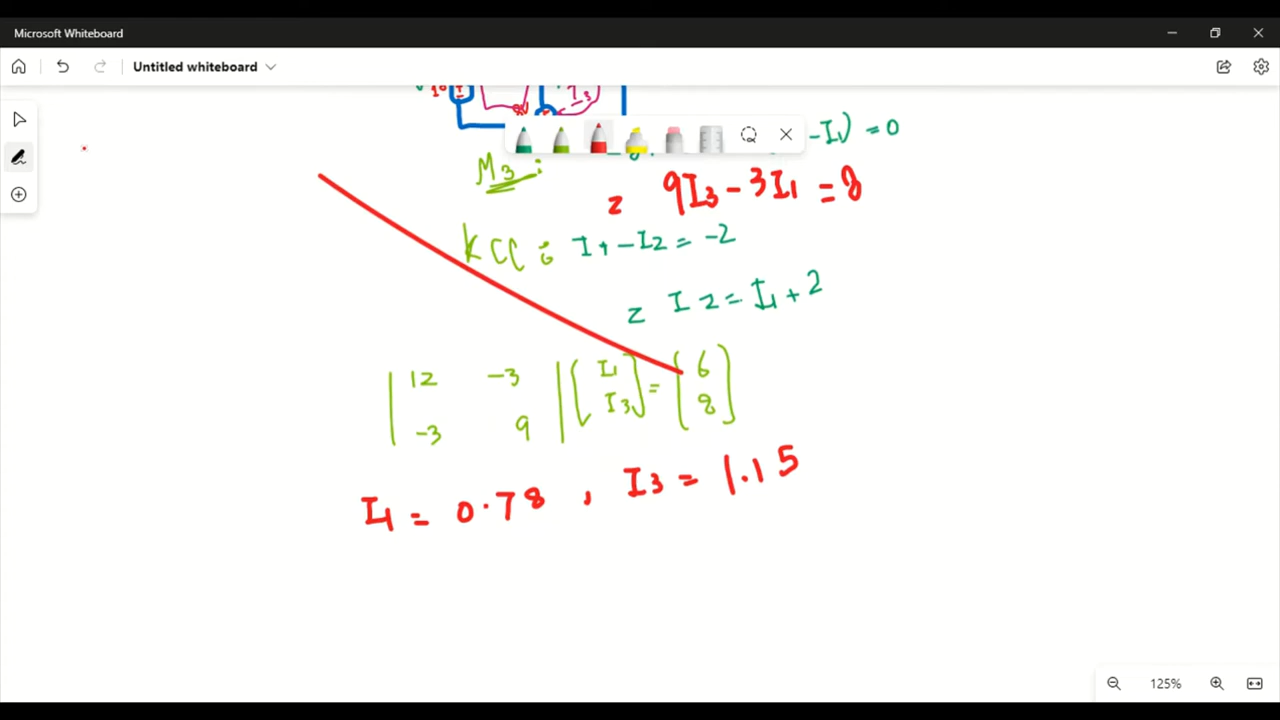 Microsoft Whiteboard
Untitled whiteboard
I3
-I1) = 0
M3:
= 9I3 - 3I1 = 8
KCL: I1 - I2 = -2
= I2 = I1 + 2
12 -3 I1 = 6
-3 9 I3 8
I1 = 0.78 , I3 = 1.15
125%